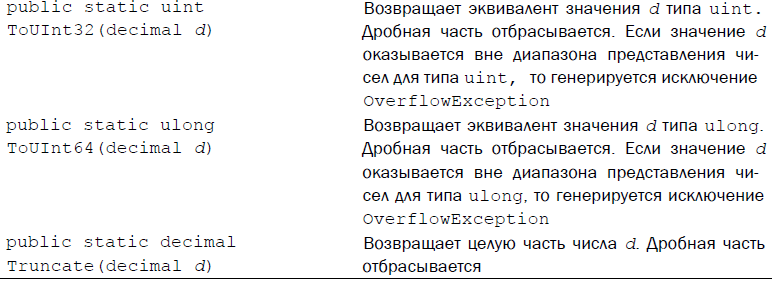 public static uint
ToUInt32(decimal d)
Возвращает эквивалент значения d типа uint.
Дробная часть отбрасывается. Если значение d
оказывается вне диапазона представления чи-
сел для типа uint, то генерируется исключение
OverflowException
public static ulong
ToUInt64(decimal d)
Возвращает эквивалент значения d типа ulong.
Дробная часть отбрасывается. Если значение d
оказывается вне диапазона представления чи-
сел для типа ulong, то генерируется исключение
OverflowException
public static decimal
Truncate(decimal d)
Возвращает целую часть числа d. Дробная часть
отбрасывается